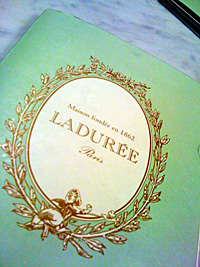 Maison fondée en 1862
LADURÉE
Paris